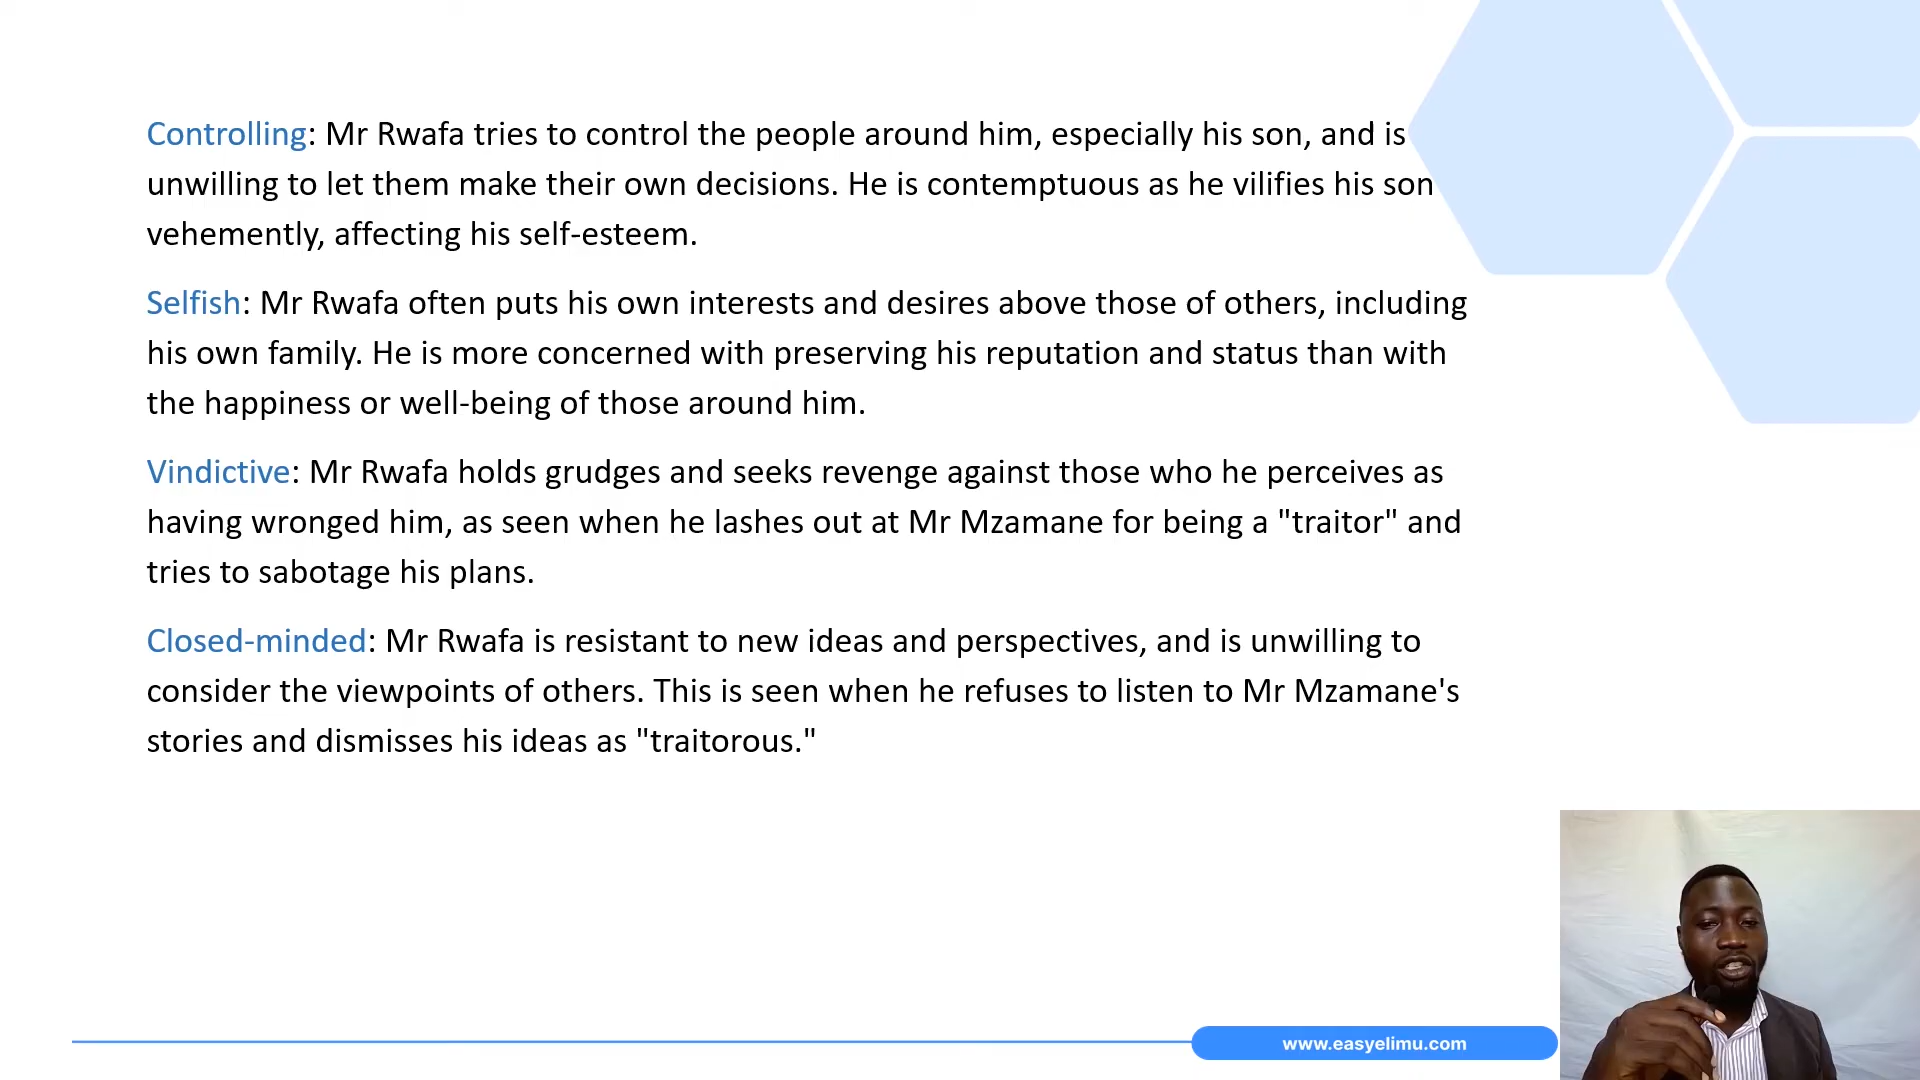 Controlling: Mr Rwafa tries to control the people around him, especially his son, and is
unwilling to let them make their own decisions. He is contemptuous as he vilifies his son
vehemently, affecting his self-esteem.
Selfish: Mr Rwafa often puts his own interests and desires above those of others, including
his own family. He is more concerned with preserving his reputation and status than with
the happiness or well-being of those around him.
Vindictive: Mr Rwafa holds grudges and seeks revenge against those who he perceives as
having wronged him, as seen when he lashes out at Mr Mzamane for being a "traitor" and
tries to sabotage his plans.
Closed-minded: Mr Rwafa is resistant to new ideas and perspectives, and is unwilling to
consider the viewpoints of others. This is seen when he refuses to listen to Mr Mzamane's
stories and dismisses his ideas as "traitorous."
www.easyelimu.com